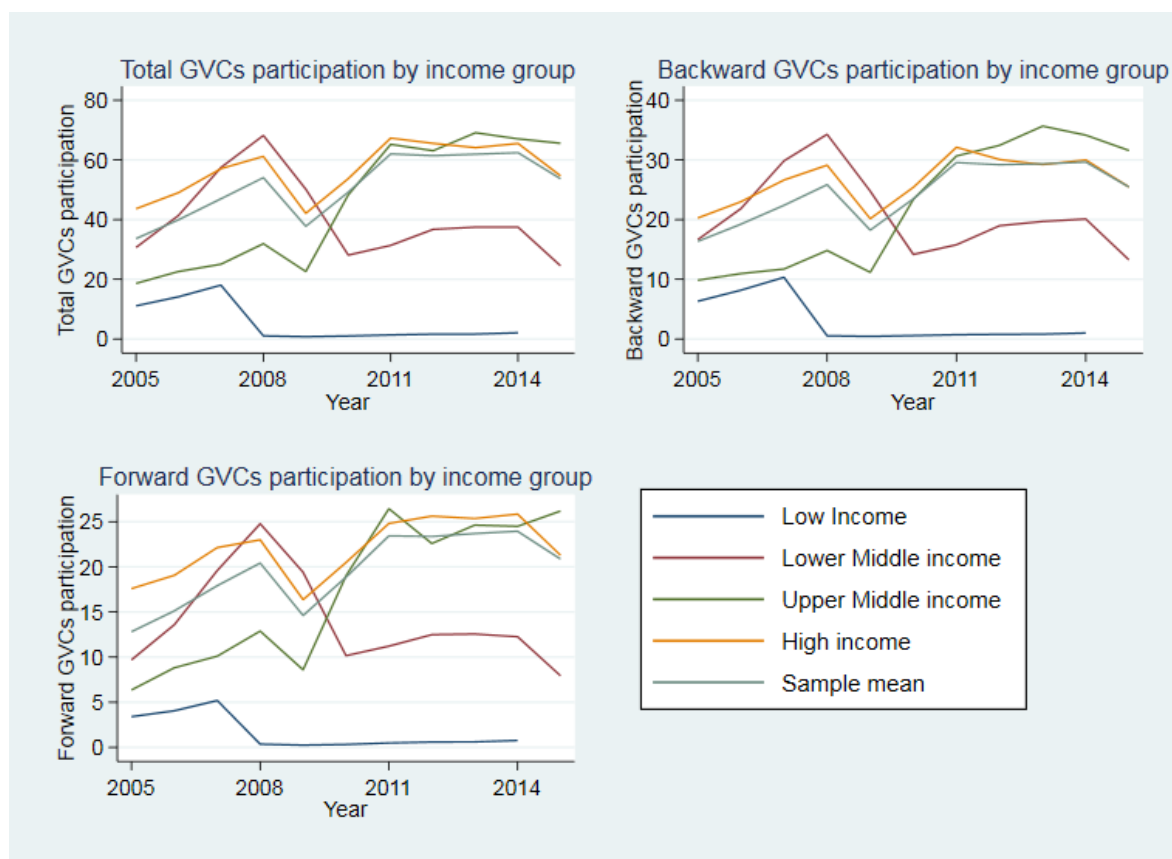 Total GVCs participation by income group
Total GVCs participation
80
60
40
20
0
2005 2008 2011 2014
Year
Backward GVCs participation by income group
Backward GVCs participation
40
30
20
10
0
2005 2008 2011 2014
Year
Forward GVCs participation by income group
Forward GVCs participation
25
20
15
10
5
0
2005 2008 2011 2014
Year
Low Income
Lower Middle income
Upper Middle income
High income
Sample mean